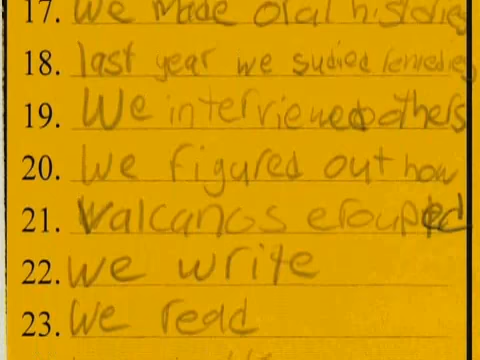 17. We made oral histories
18. last year we sudied
19. We interviewed others
20. We figured out how
21. Valcanos erouped
22. we write
23. We read